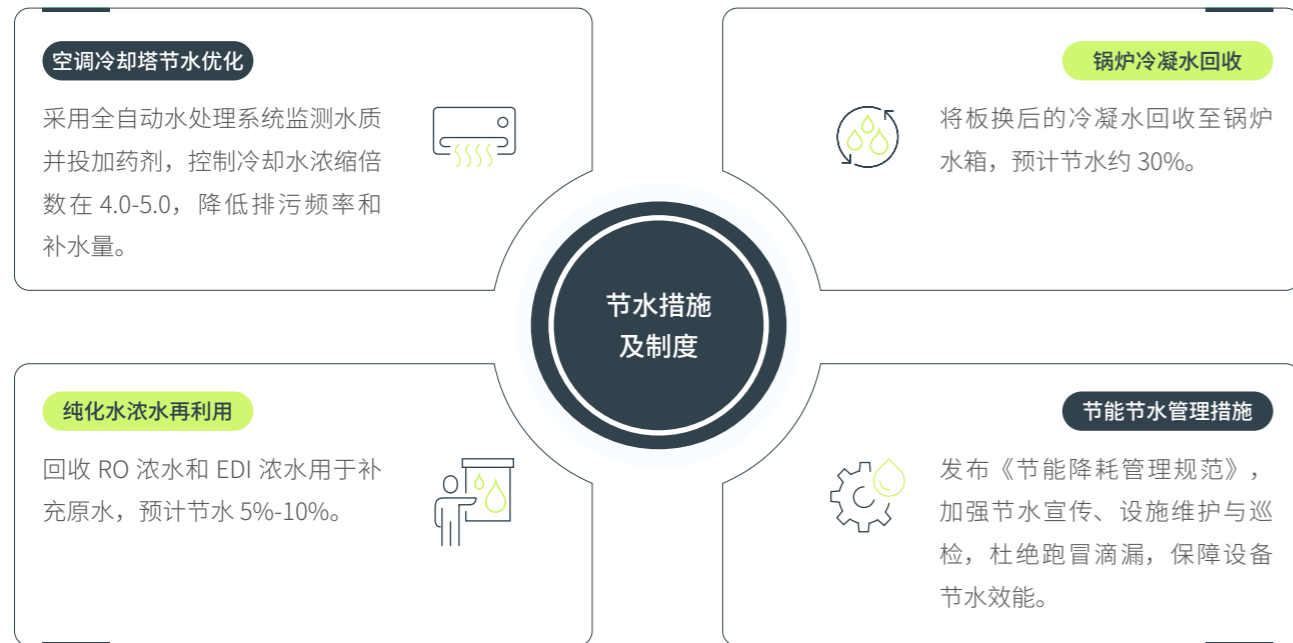 空调冷却塔节水优化
采用全自动水处理系统监测水质
并投加药剂，控制冷却水浓缩倍
数在 4.0-5.0，降低排污频率和
补水量。
锅炉冷凝水回收
将板换后的冷凝水回收至锅炉
水箱，预计节水约 30%。
节水措施
及制度
纯化水浓水再利用
回收 RO 浓水和 EDI 浓水用于补
充原水，预计节水 5%-10%。
节能节水管理措施
发布《节能降耗管理规范》，
加强节水宣传、设施维护与巡
检，杜绝跑冒滴漏，保障设备
节水效能。